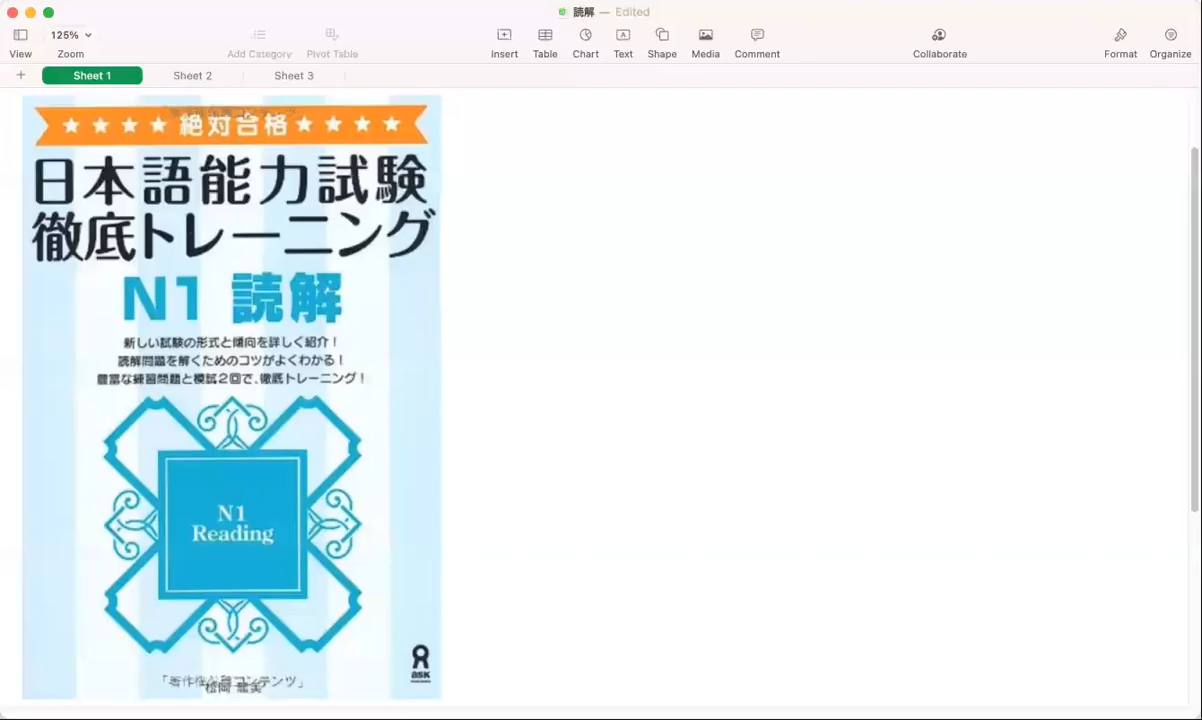 読解 — Edited
125%
View
Zoom
Add Category
Pivot Table
Insert
Table
Chart
Text
Shape
Media
Comment
Collaborate
Format
Organize
+
Sheet 1
Sheet 2
Sheet 3
★★★★絶対合格★★★★
日本語能力試験
徹底トレーニング
N1 読解
新しい試験の形式と傾向を詳しく紹介！
読解問題を解くためのコツがよくわかる！
豊富な練習問題と模試2回で、徹底トレーニング！
N1
Reading
ask